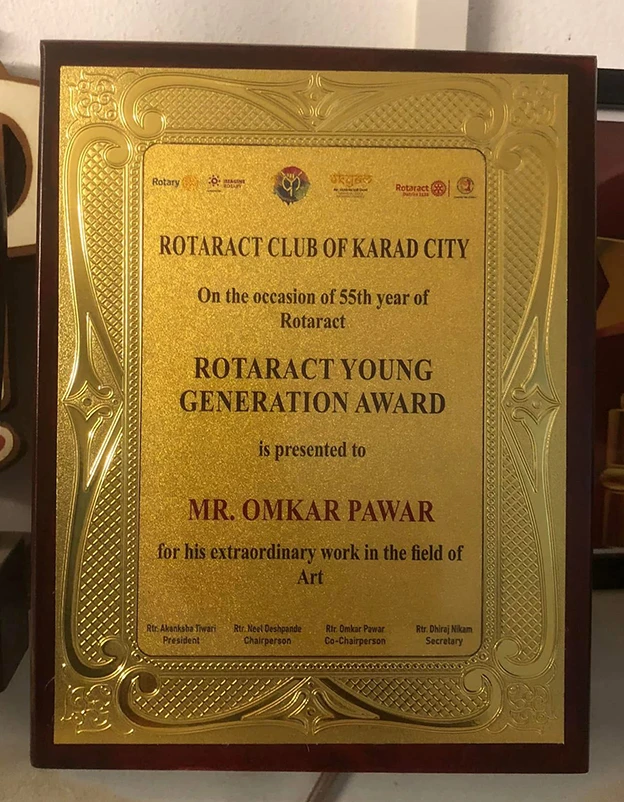 Rotary
Rotaract
ROTARACT CLUB OF KARAD CITY
On the occasion of 55th year of
Rotaract
ROTARACT YOUNG
GENERATION AWARD
is presented to
MR. OMKAR PAWAR
for his extraordinary work in the field of
Art
Rtr. Akanksha Tiwari Rtr. Neel Deshpande Rtr. Omkar Pawar Rtr. Dhiraj Nikam
President Chairperson Co-Chairperson Secretary